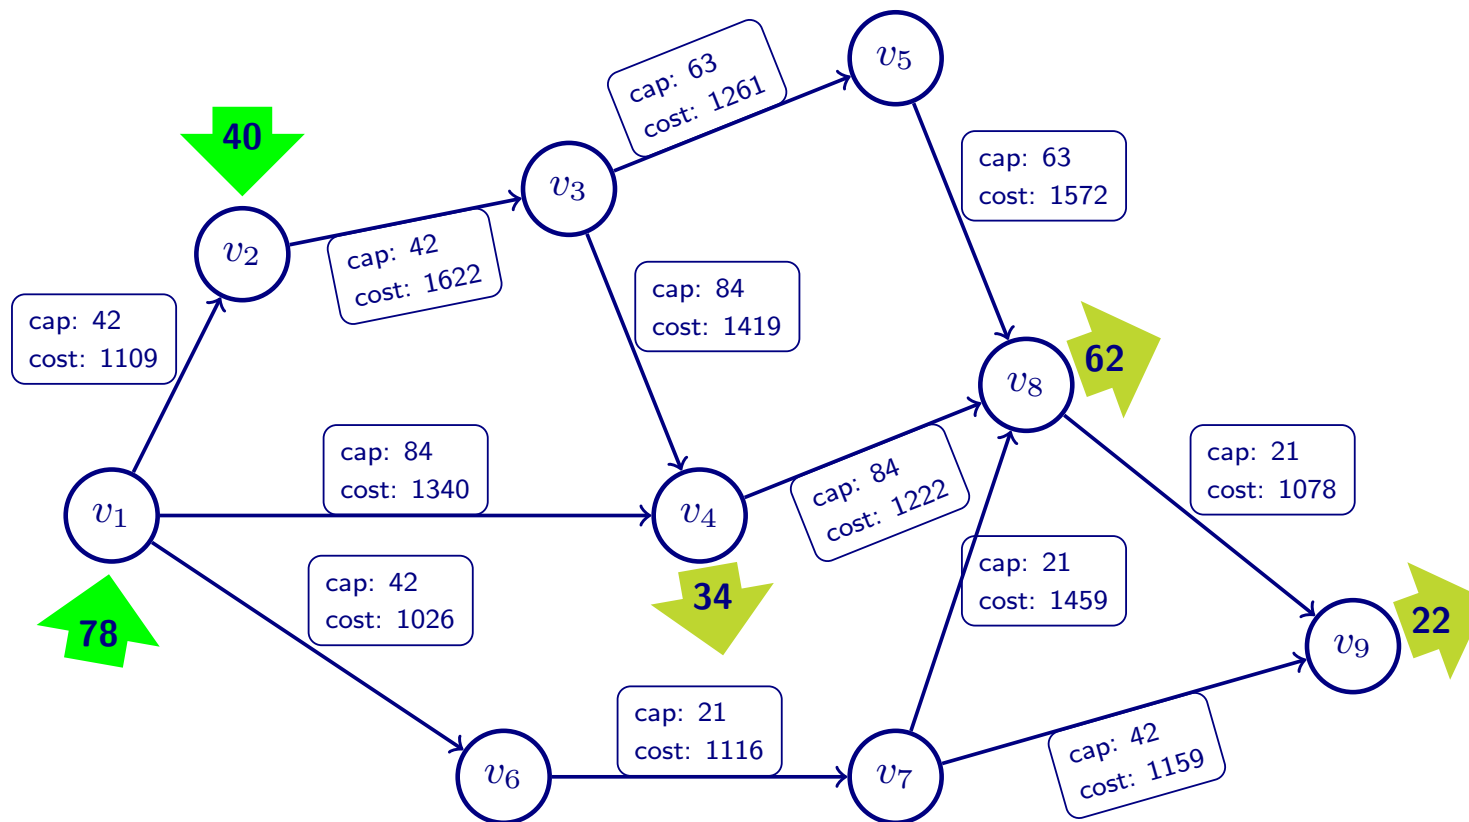 v5
cap: 63
cost: 1261
40
cap: 63
cost: 1572
v3
v2
cap: 42
cost: 1622
cap: 84
cost: 1419
cap: 42
cost: 1109
62
v8
cap: 84
cost: 1340
cap: 84
cost: 1222
cap: 21
cost: 1078
v1
v4
cap: 42
cost: 1026
cap: 21
cost: 1459
34
78
22
v9
cap: 21
cost: 1116
cap: 42
cost: 1159
v6
v7